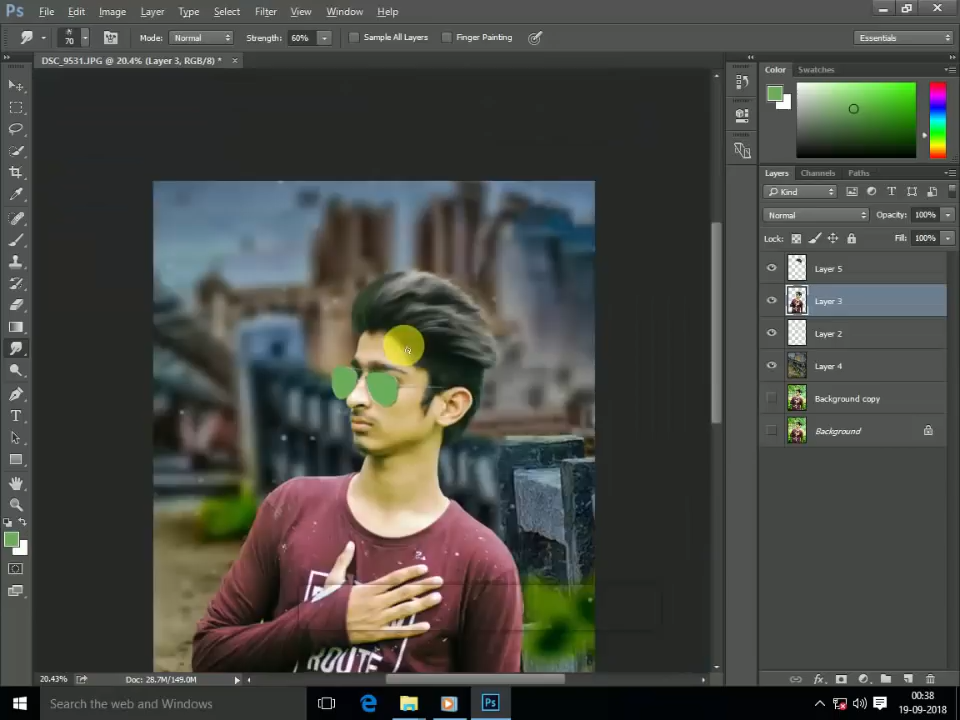 Ps File Edit Image Layer Type Select Filter 3D View Window Help
70 Mode: Normal Strength: 60% Sample All Layers Finger Painting Essentials
DSC_9531.JPG @ 20.4% (Layer 3, RGB/8) * ×
Color Swatches
Layers Channels Paths
Kind
Normal Opacity: 100%
Lock: Fill: 100%
Layer 5
Layer 3
Layer 2
Layer 4
Background copy
Background
ROUTE
20.43% Doc: 28.7M/149.0M
Search the web and Windows
Ps
00:38
19-09-2018